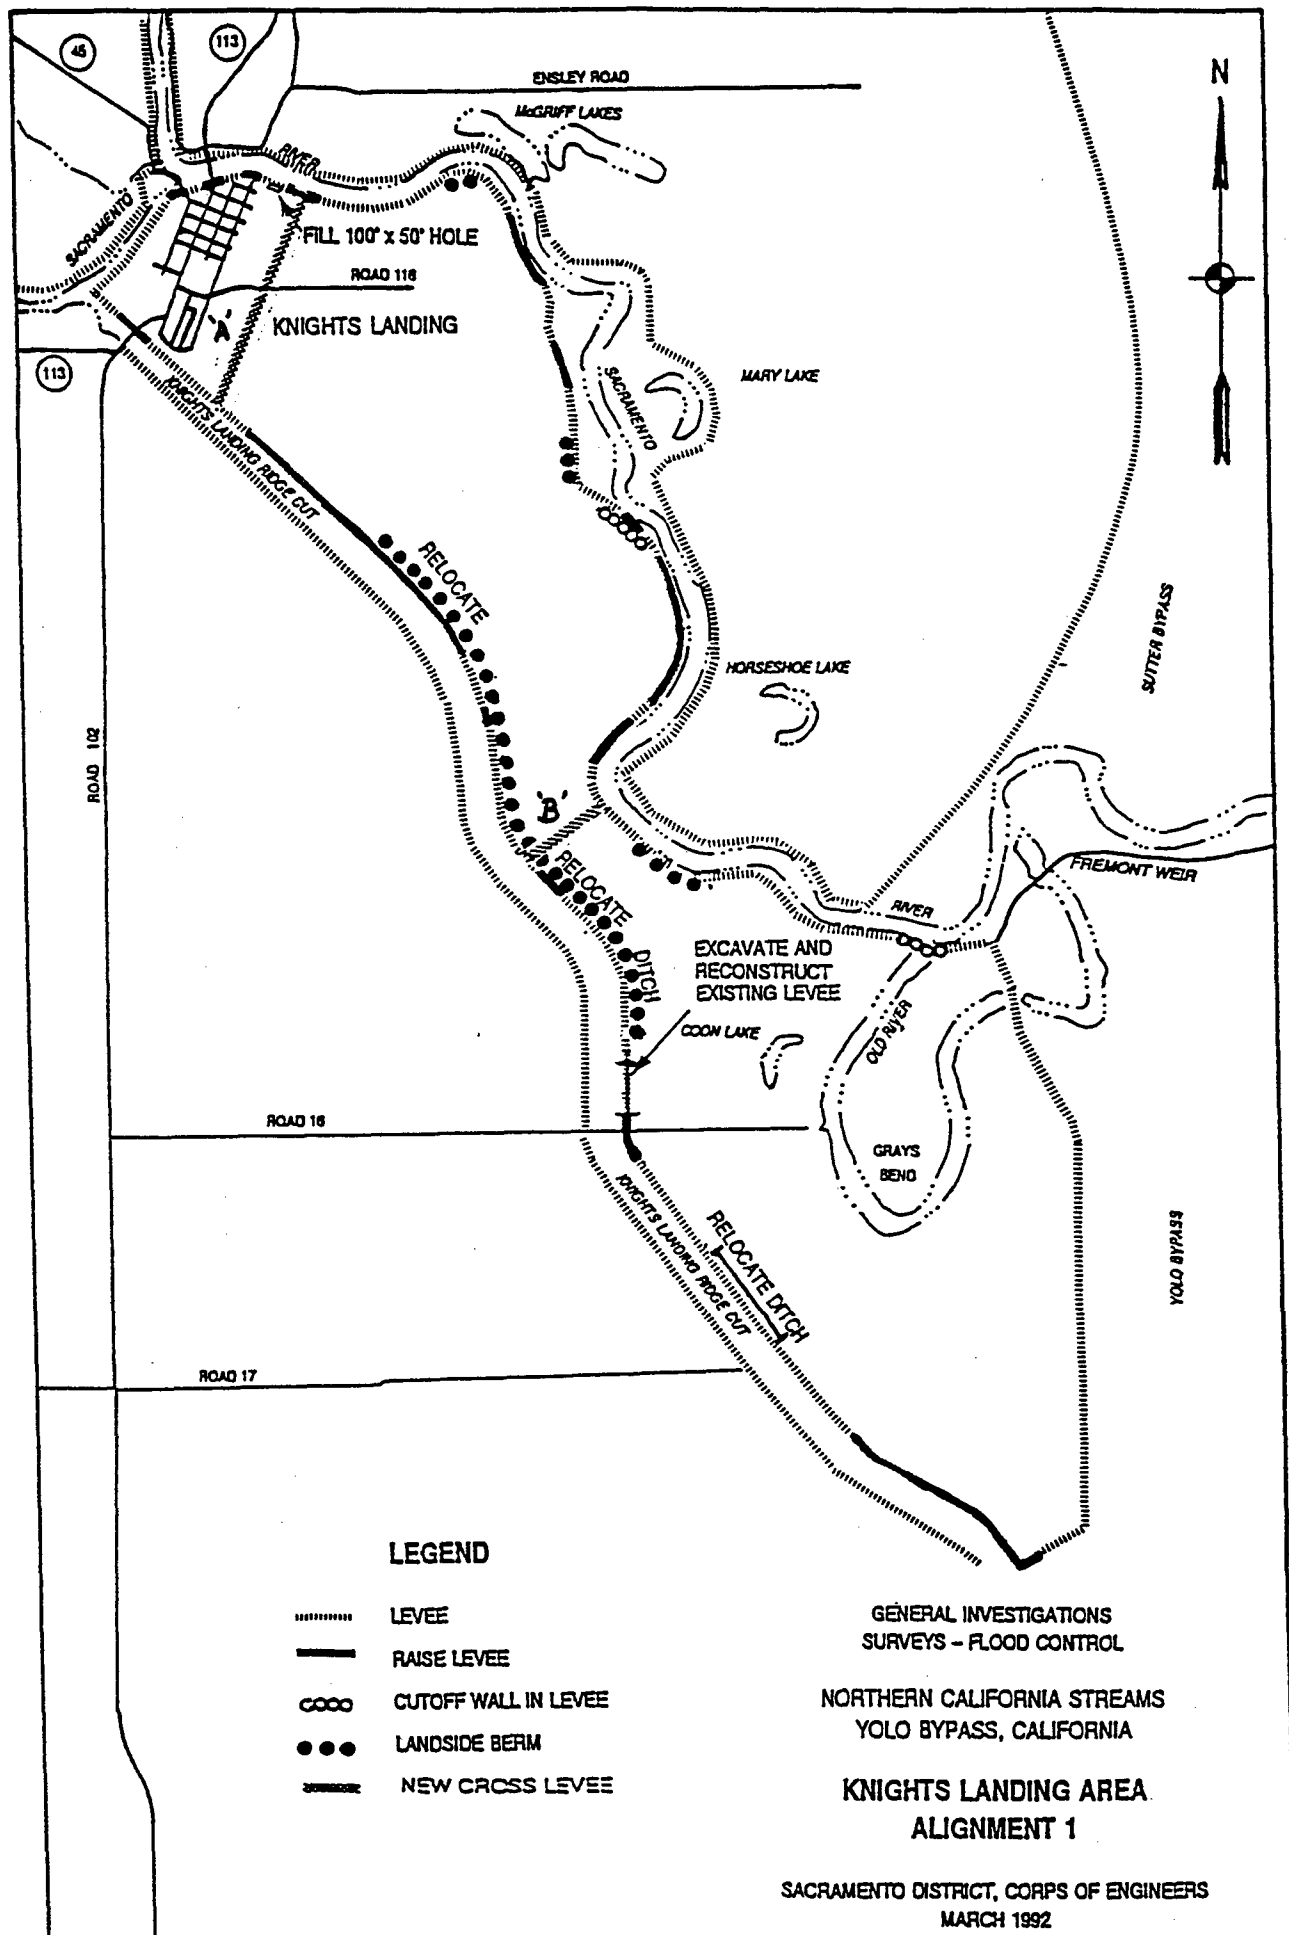 45
113
ENSLEY ROAD
N
McGRIFF LAKES
RIVER
SACRAMENTO
FILL 100' x 50' HOLE
ROAD 116
'A'
KNIGHTS LANDING
113
KNIGHTS LANDING RIDGE CUT
SACRAMENTO
MARY LAKE
RELOCATE
SUTTER BYPASS
HORSESHOE LAKE
ROAD 102
'B'
RELOCATE
DITCH
FREMONT WEIR
RIVER
EXCAVATE AND
RECONSTRUCT
EXISTING LEVEE
COON LAKE
OLD RIVER
ROAD 16
GRAYS
BEND
KNIGHTS LANDING RIDGE CUT
RELOCATE DITCH
YOLO BYPASS
ROAD 17
LEGEND
LEVEE
RAISE LEVEE
CUTOFF WALL IN LEVEE
LANDSIDE BERM
NEW CROSS LEVEE
GENERAL INVESTIGATIONS
SURVEYS – FLOOD CONTROL
NORTHERN CALIFORNIA STREAMS
YOLO BYPASS, CALIFORNIA
KNIGHTS LANDING AREA
ALIGNMENT 1
SACRAMENTO DISTRICT, CORPS OF ENGINEERS
MARCH 1992